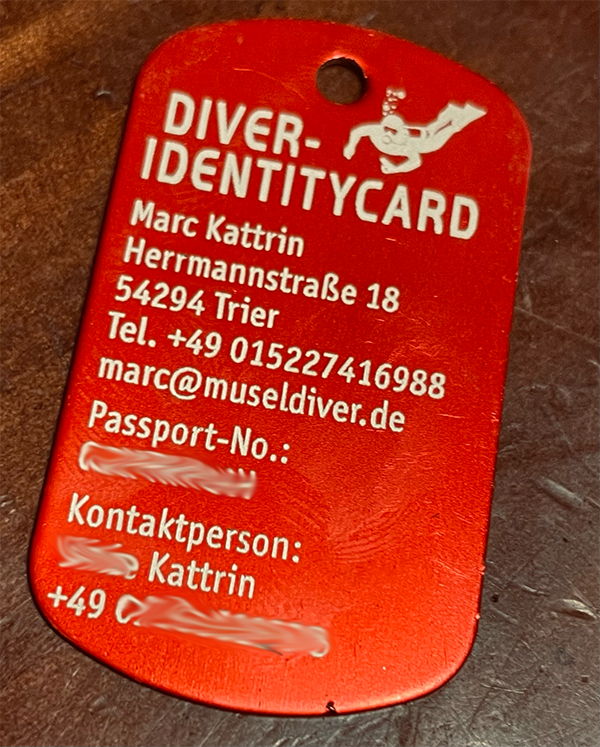 DIVER-
IDENTITYCARD
Marc Kattrin
Herrmannstraße 18
54294 Trier
Tel. +49 015227416988
marc@museldiver.de
Passport-No.:
Kontaktperson:
Kattrin
+49